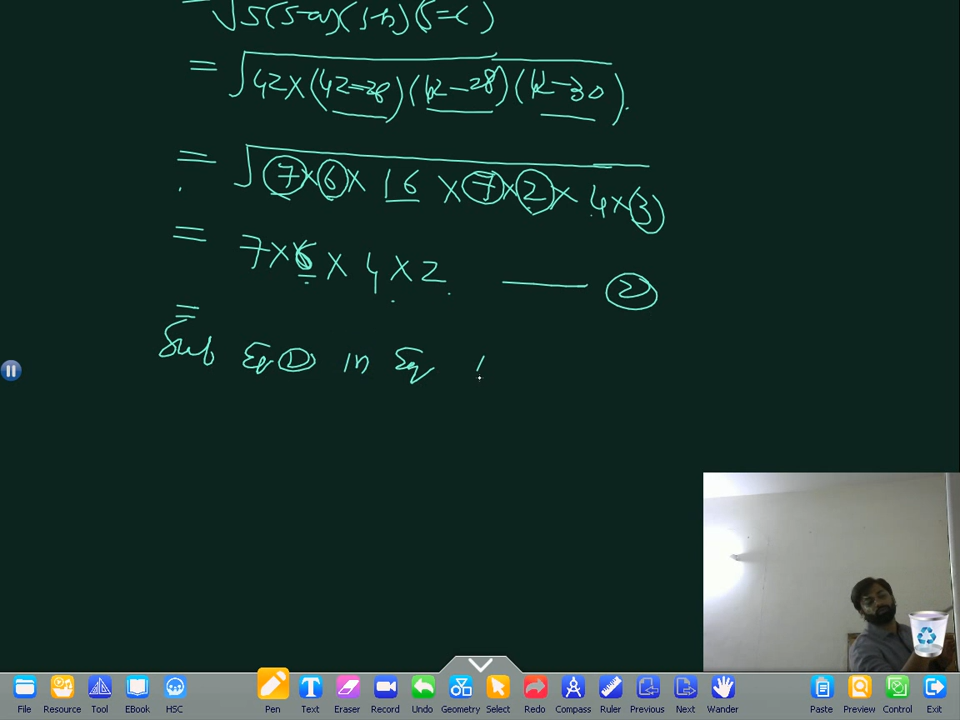 = √S(S-a)(S-b)(S-c)
= √42×(42-28)(42-28)(42-30)
= √7×6× 16 ×7×2×4×3
= 7×6×4×2 —— ②
=
Sub Eq ① in Eq
File Resource Tool EBook HSC Pen Text Eraser Record Undo Geometry Select Redo Compass Ruler Previous Next Wander Paste Preview Control Exit